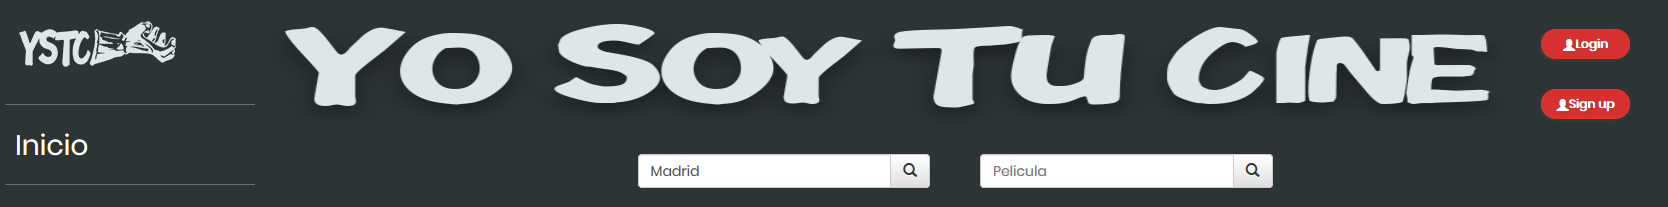 YSTC
YO SOY TU CINE
Login
Sign up
Inicio
Madrid
Pelicula